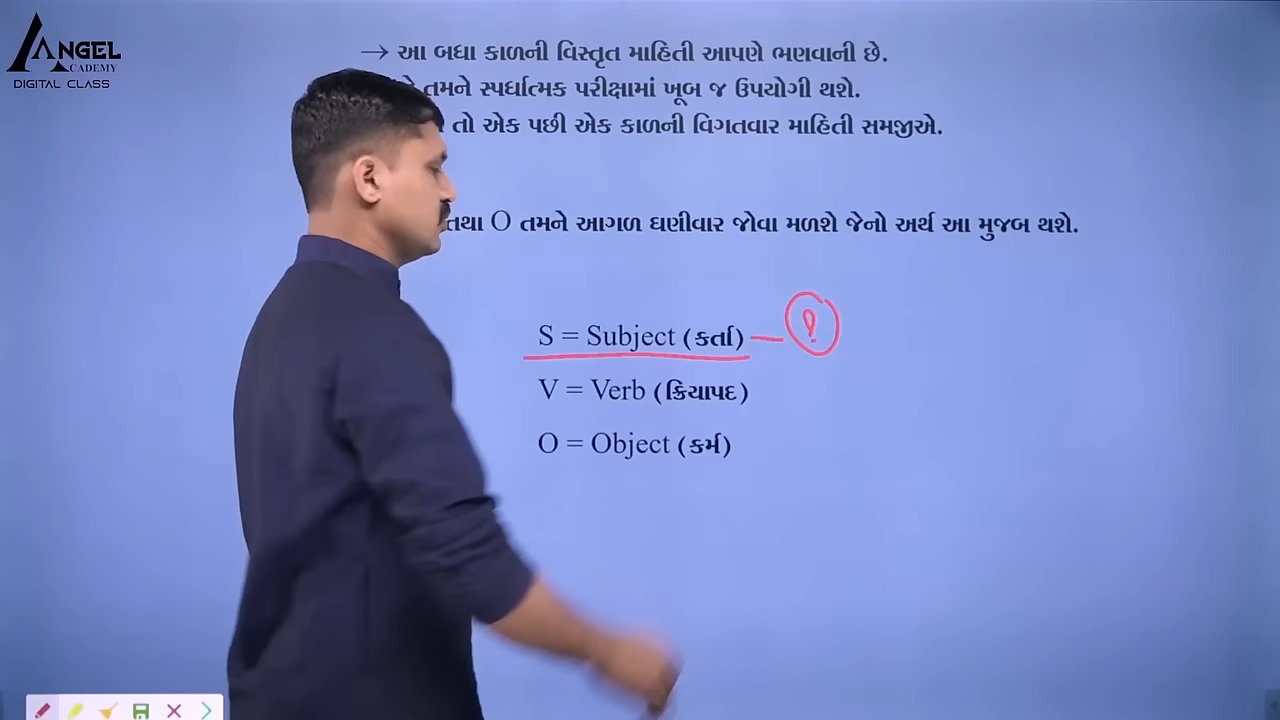 ANGEL
ACADEMY
DIGITAL CLASS
→ આ બધા કાળની વિસ્તૃત માહિતી આપણે ભણવાની છે.
તમને સ્પર્ધાત્મક પરીક્ષામાં ખૂબ જ ઉપયોગી થશે.
તો એક પછી એક કાળની વિગતવાર માહિતી સમજીએ.
તથા O તમને આગળ ઘણીવાર જોવા મળશે જેનો અર્થ આ મુજબ થશે.
S = Subject (કર્તા)
V = Verb (ક્રિયાપદ)
O = Object (કર્મ)